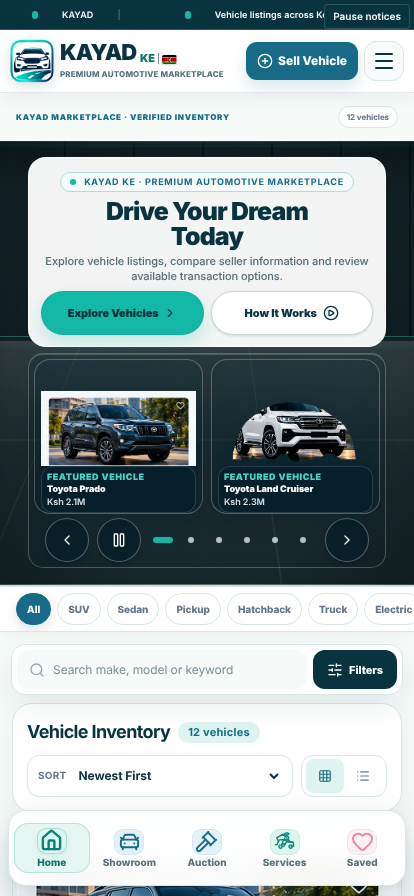 KAYAD
Vehicle listings across
Pause notices
KAYAD KE
PREMIUM AUTOMOTIVE MARKETPLACE
Sell Vehicle
KAYAD MARKETPLACE · VERIFIED INVENTORY
12 vehicles
KAYAD KE · PREMIUM AUTOMOTIVE MARKETPLACE
Drive Your Dream
Today
Explore vehicle listings, compare seller information and review
available transaction options.
Explore Vehicles
How It Works
FEATURED VEHICLE
Toyota Prado
Ksh 2.1M
FEATURED VEHICLE
Toyota Land Cruiser
Ksh 2.3M
All
SUV
Sedan
Pickup
Hatchback
Truck
Electric
Search make, model or keyword
Filters
Vehicle Inventory
12 vehicles
SORT Newest First
Home
Showroom
Auction
Services
Saved